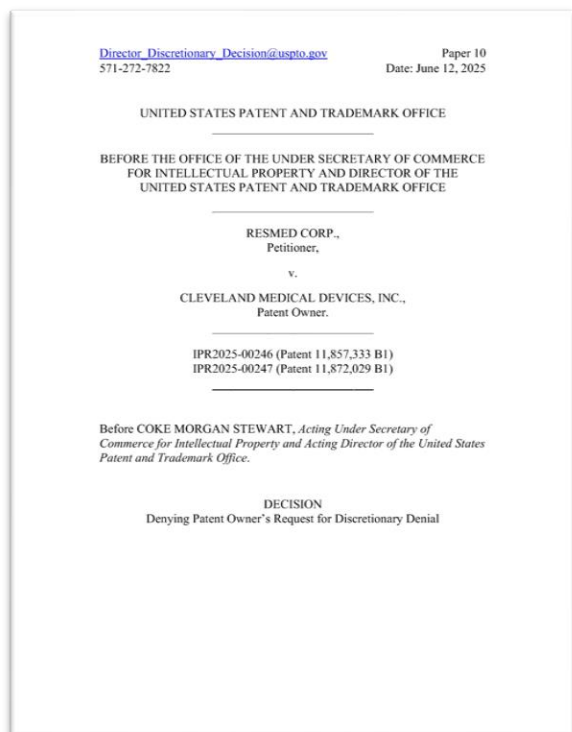 Director_Discretionary_Decision@uspto.gov Paper 10
571-272-7822 Date: June 12, 2025
UNITED STATES PATENT AND TRADEMARK OFFICE
BEFORE THE OFFICE OF THE UNDER SECRETARY OF COMMERCE
FOR INTELLECTUAL PROPERTY AND DIRECTOR OF THE
UNITED STATES PATENT AND TRADEMARK OFFICE
RESMED CORP.,
Petitioner,
v.
CLEVELAND MEDICAL DEVICES, INC.,
Patent Owner.
IPR2025-00246 (Patent 11,857,333 B1)
IPR2025-00247 (Patent 11,872,029 B1)
Before COKE MORGAN STEWART, Acting Under Secretary of
Commerce for Intellectual Property and Acting Director of the United States
Patent and Trademark Office.
DECISION
Denying Patent Owner's Request for Discretionary Denial